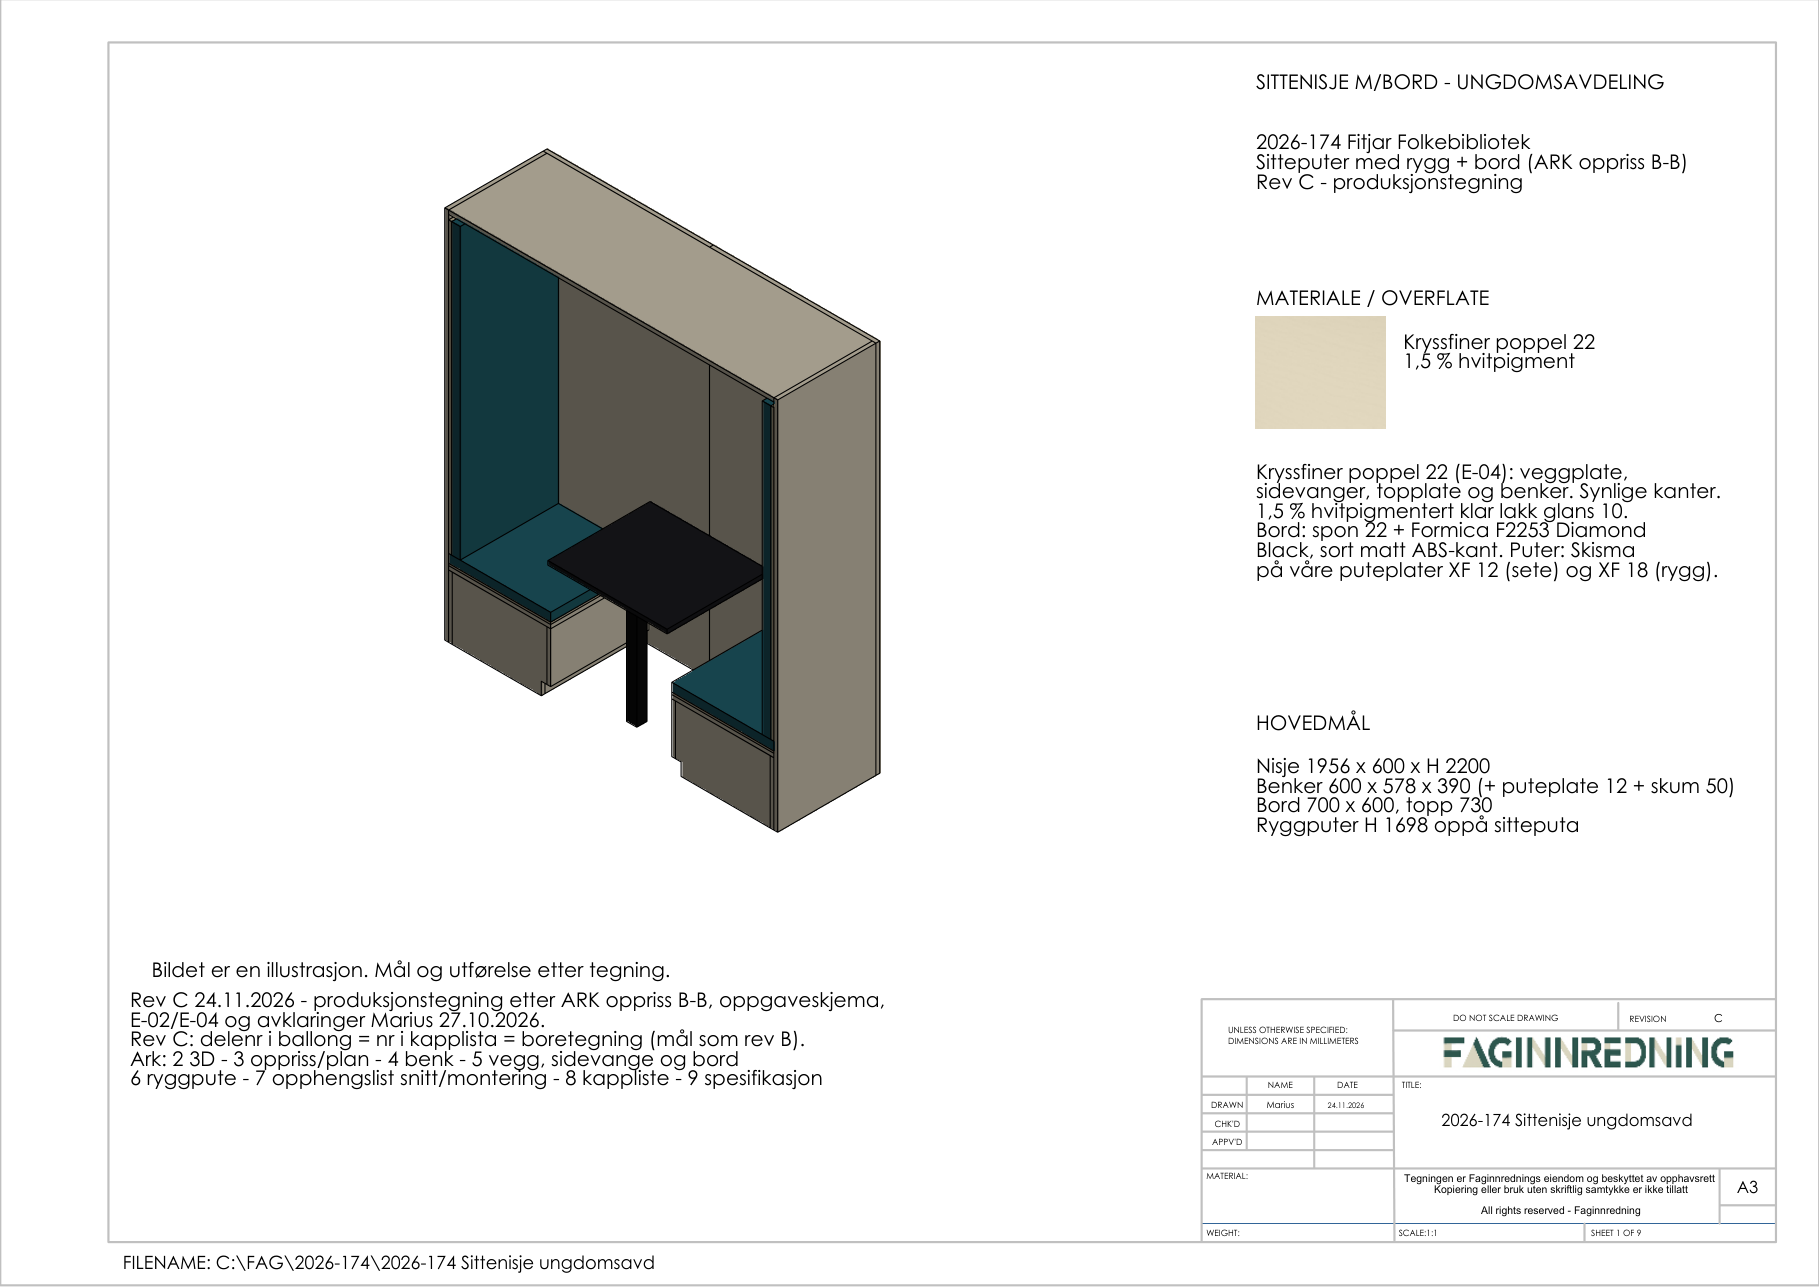 SITTENISJE M/BORD - UNGDOMSAVDELING
2026-174 Fitjar Folkebibliotek
Sitteputer med rygg + bord (ARK oppriss B-B)
Rev C - produksjonstegning
MATERIALE / OVERFLATE
Kryssfiner poppel 22
1,5 % hvitpigment
Kryssfiner poppel 22 (E-04): veggplate,
sidevanger, topplate og benker. Synlige kanter.
1,5 % hvitpigmentert klar lakk glans 10.
Bord: spon 22 + Formica F2253 Diamond
Black, sort matt ABS-kant. Puter: Skisma
på våre puteplater XF 12 (sete) og XF 18 (rygg).
HOVEDMÅL
Nisje 1956 x 600 x H 2200
Benker 600 x 578 x 390 (+ puteplate 12 + skum 50)
Bord 700 x 600, topp 730
Ryggputer H 1698 oppå sitteputa
Bildet er en illustrasjon. Mål og utførelse etter tegning.
Rev C 24.11.2026 - produksjonstegning etter ARK oppriss B-B, oppgaveskjema,
E-02/E-04 og avklaringer Marius 27.10.2026.
Rev C: delenr i ballong = nr i kapplista = boretegning (mål som rev B).
Ark: 2 3D - 3 oppriss/plan - 4 benk - 5 vegg, sidevange og bord
6 ryggpute - 7 opphengslist snitt/montering - 8 kappliste - 9 spesifikasjon
UNLESS OTHERWISE SPECIFIED:
DIMENSIONS ARE IN MILLIMETERS
DO NOT SCALE DRAWING
REVISION C
FAGINNREDNING
NAME DATE
DRAWN Marius 24.11.2026
CHK'D
APPV'D
TITLE:
2026-174 Sittenisje ungdomsavd
MATERIAL:
Tegningen er Faginnrednings eiendom og beskyttet av opphavsrett
Kopiering eller bruk uten skriftlig samtykke er ikke tillatt
All rights reserved - Faginnredning
A3
WEIGHT:
SCALE:1:1
SHEET 1 OF 9
FILENAME: C:\FAG\2026-174\2026-174 Sittenisje ungdomsavd